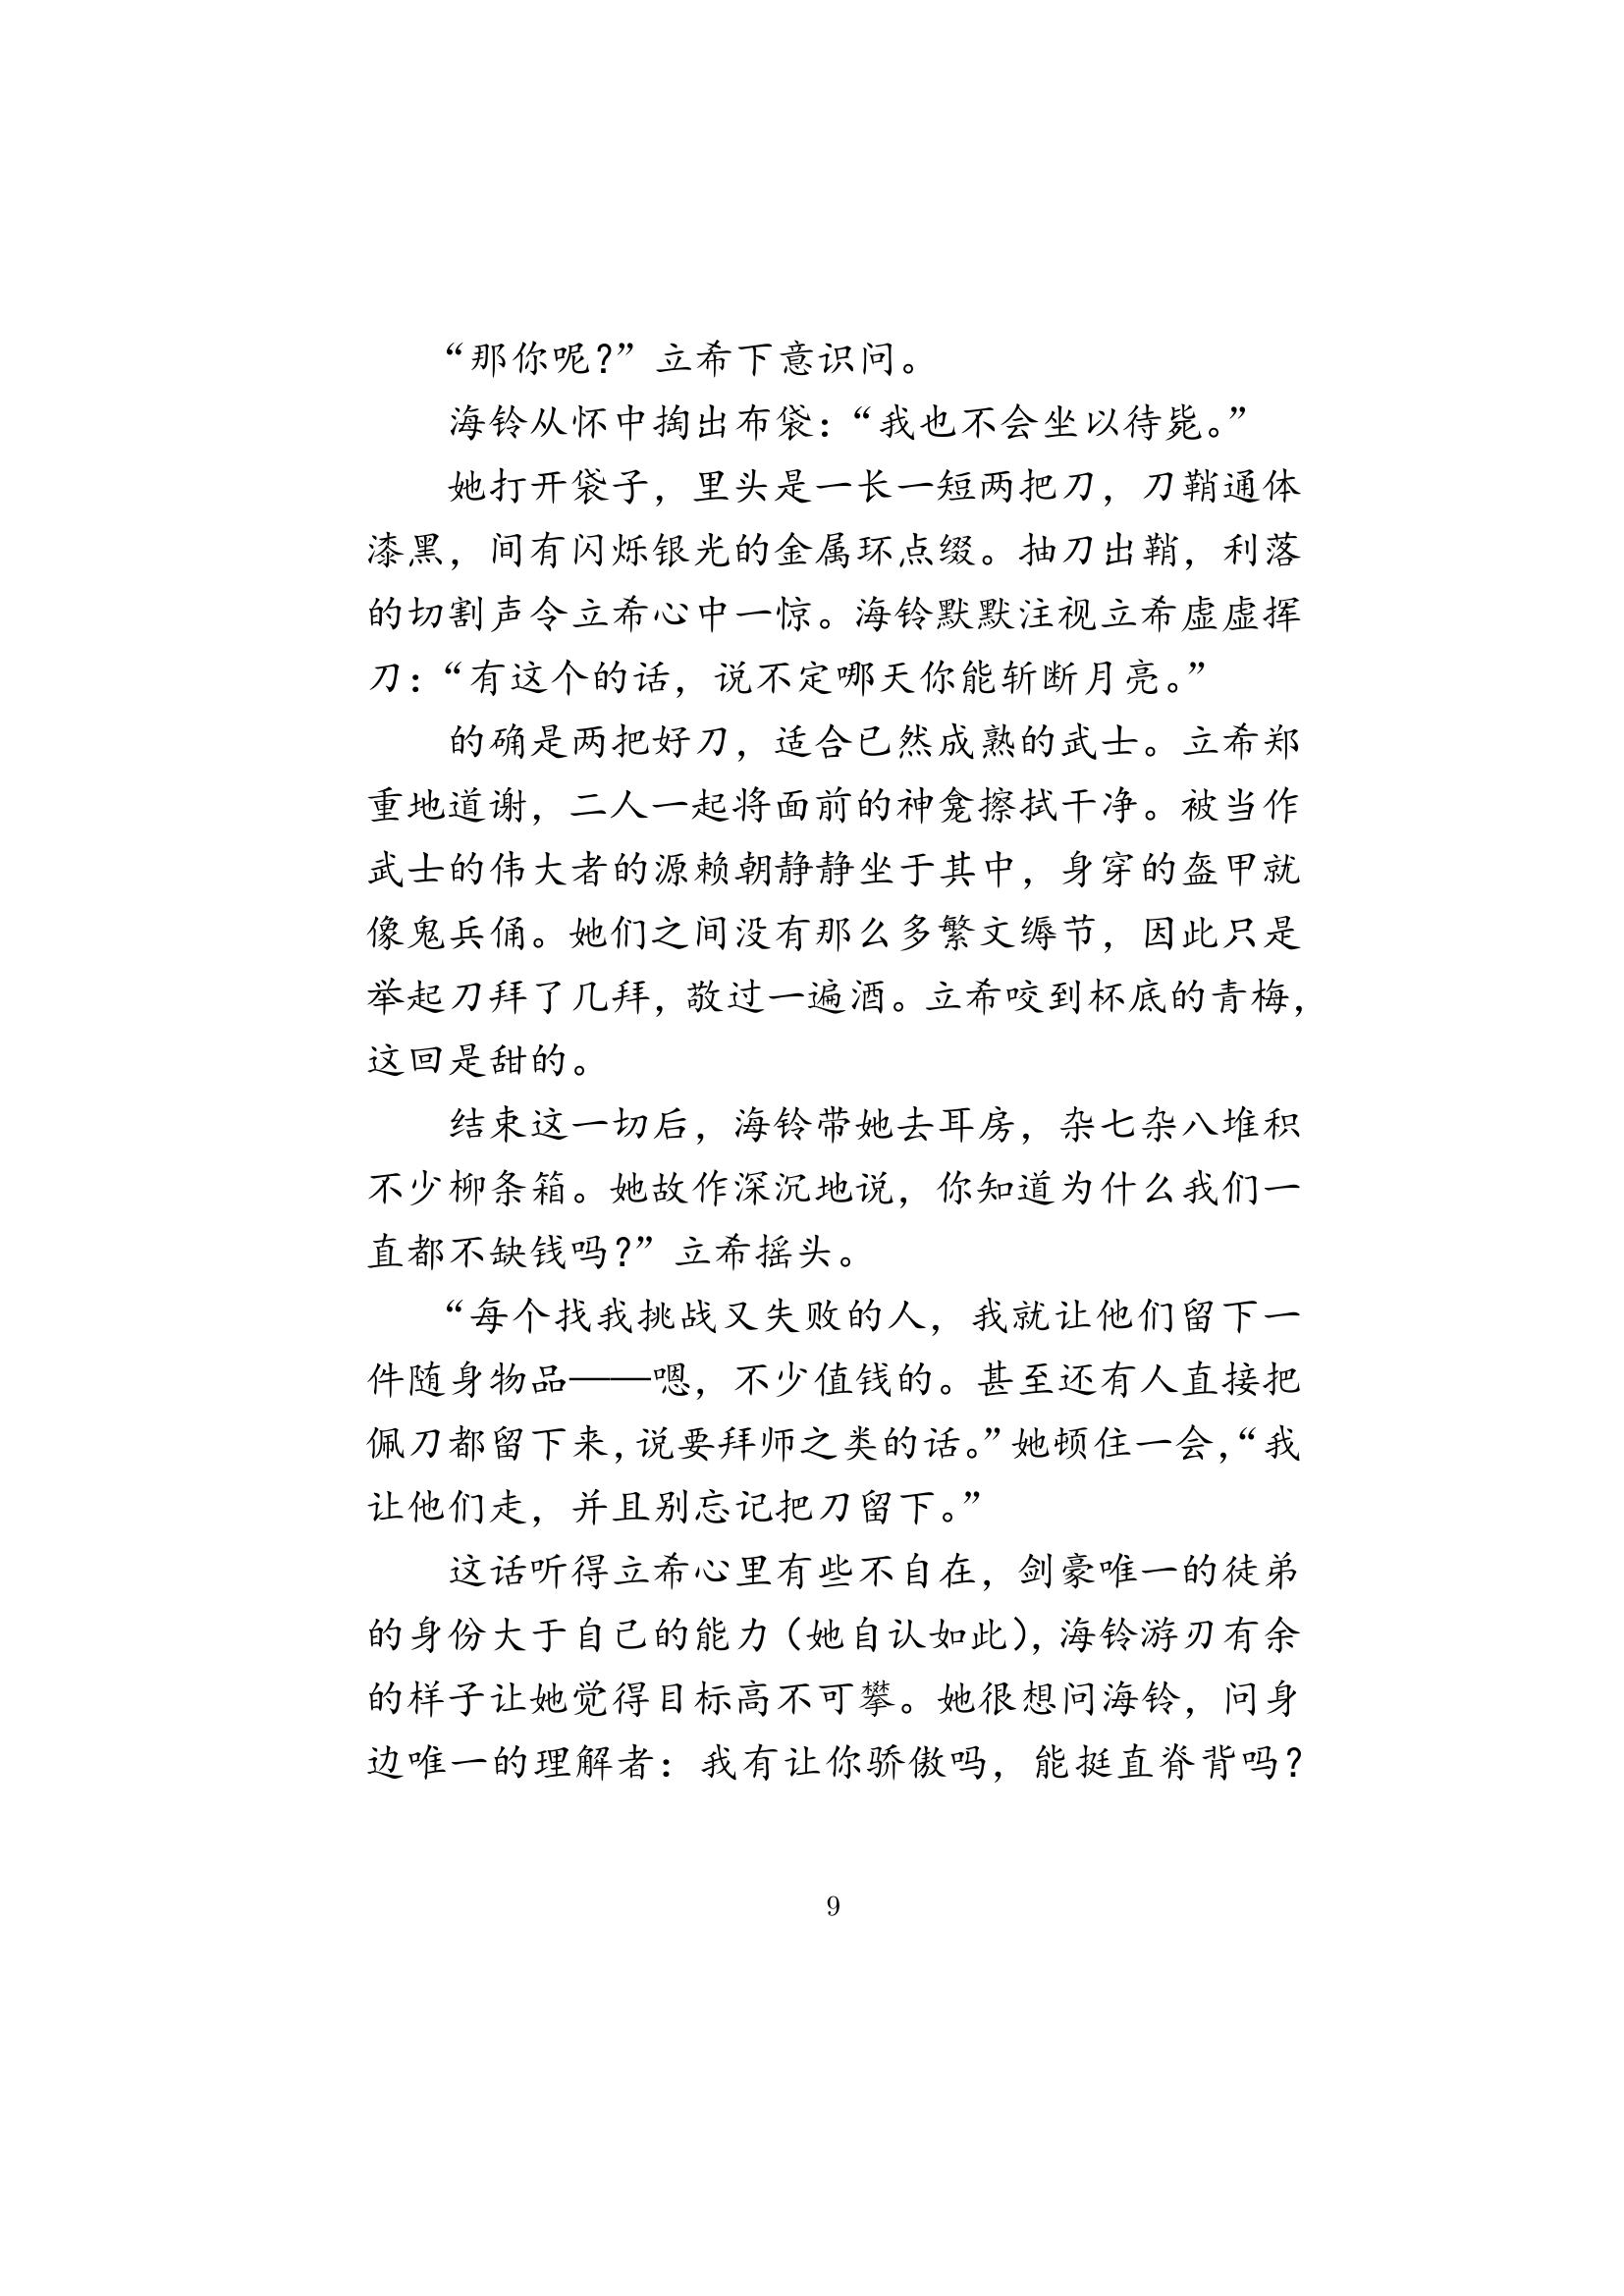 “那你呢？”立希下意识问。
海铃从怀中掏出布袋：“我也不会坐以待毙。”
她打开袋子，里头是一长一短两把刀，刀鞘通体
漆黑，间有闪烁银光的金属环点缀。抽刀出鞘，利落
的切割声令立希心中一惊。海铃默默注视立希虚虚挥
刀：“有这个的话，说不定哪天你能斩断月亮。”
的确是两把好刀，适合已然成熟的武士。立希郑
重地道谢，二人一起将面前的神龛擦拭干净。被当作
武士的伟大者的源赖朝静静坐于其中，身穿的盔甲就
像鬼兵俑。她们之间没有那么多繁文缛节，因此只是
举起刀拜了几拜，敬过一遍酒。立希咬到杯底的青梅，
这回是甜的。
结束这一切后，海铃带她去耳房，杂七杂八堆积
不少柳条箱。她故作深沉地说，你知道为什么我们一
直都不缺钱吗？”立希摇头。
“每个找我挑战又失败的人，我就让他们留下一
件随身物品——嗯，不少值钱的。甚至还有人直接把
佩刀都留下来，说要拜师之类的话。”她顿住一会，“我
让他们走，并且别忘记把刀留下。”
这话听得立希心里有些不自在，剑豪唯一的徒弟
的身份大于自己的能力（她自认如此），海铃游刃有余
的样子让她觉得目标高不可攀。她很想问海铃，问身
边唯一的理解者：我有让你骄傲吗，能挺直脊背吗？
9